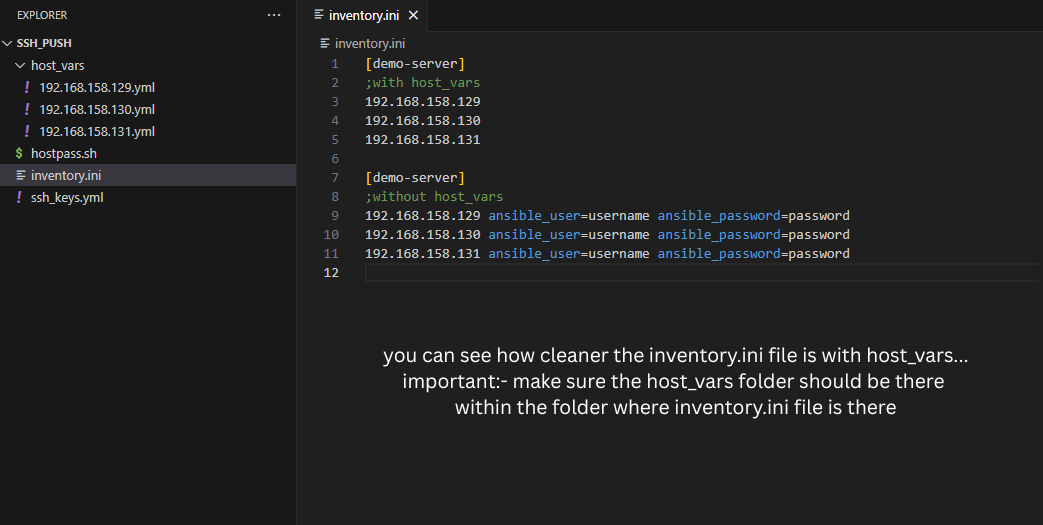 EXPLORER
...
SSH_PUSH
host_vars
! 192.168.158.129.yml
! 192.168.158.130.yml
! 192.168.158.131.yml
$ hostpass.sh
inventory.ini
! ssh_keys.yml
inventory.ini
inventory.ini
1 [demo-server]
2 ;with host_vars
3 192.168.158.129
4 192.168.158.130
5 192.168.158.131
6
7 [demo-server]
8 ;without host_vars
9 192.168.158.129 ansible_user=username ansible_password=password
10 192.168.158.130 ansible_user=username ansible_password=password
11 192.168.158.131 ansible_user=username ansible_password=password
12
you can see how cleaner the inventory.ini file is with host_vars...
important:- make sure the host_vars folder should be there
within the folder where inventory.ini file is there